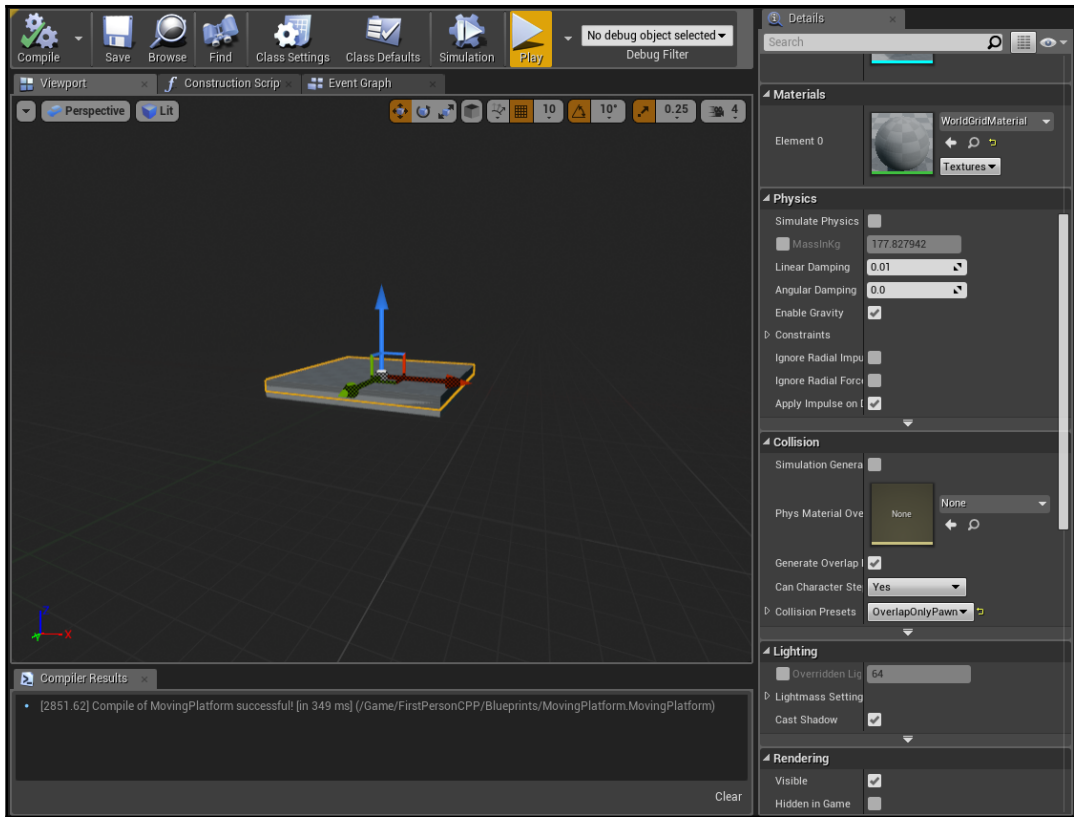 Compile
Save
Browse
Find
Class Settings
Class Defaults
Simulation
Play
No debug object selected
Debug Filter
Viewport
Construction Scrip
Event Graph
Perspective
Lit
10
10°
0.25
4
Z
X
Compiler Results
[2851.62] Compile of MovingPlatform successful! [in 349 ms] (/Game/FirstPersonCPP/Blueprints/MovingPlatform.MovingPlatform)
Clear
Details
Search
Materials
Element 0
WorldGridMaterial
Textures
Physics
Simulate Physics
MassInKg 177.827942
Linear Damping 0.01
Angular Damping 0.0
Enable Gravity
Constraints
Ignore Radial Impu
Ignore Radial Force
Apply Impulse on D
Collision
Simulation Genera
Phys Material Ove
None
None
Generate Overlap
Can Character Ste Yes
Collision Presets OverlapOnlyPawn
Lighting
Overridden Lig 64
Lightmass Setting
Cast Shadow
Rendering
Visible
Hidden in Game